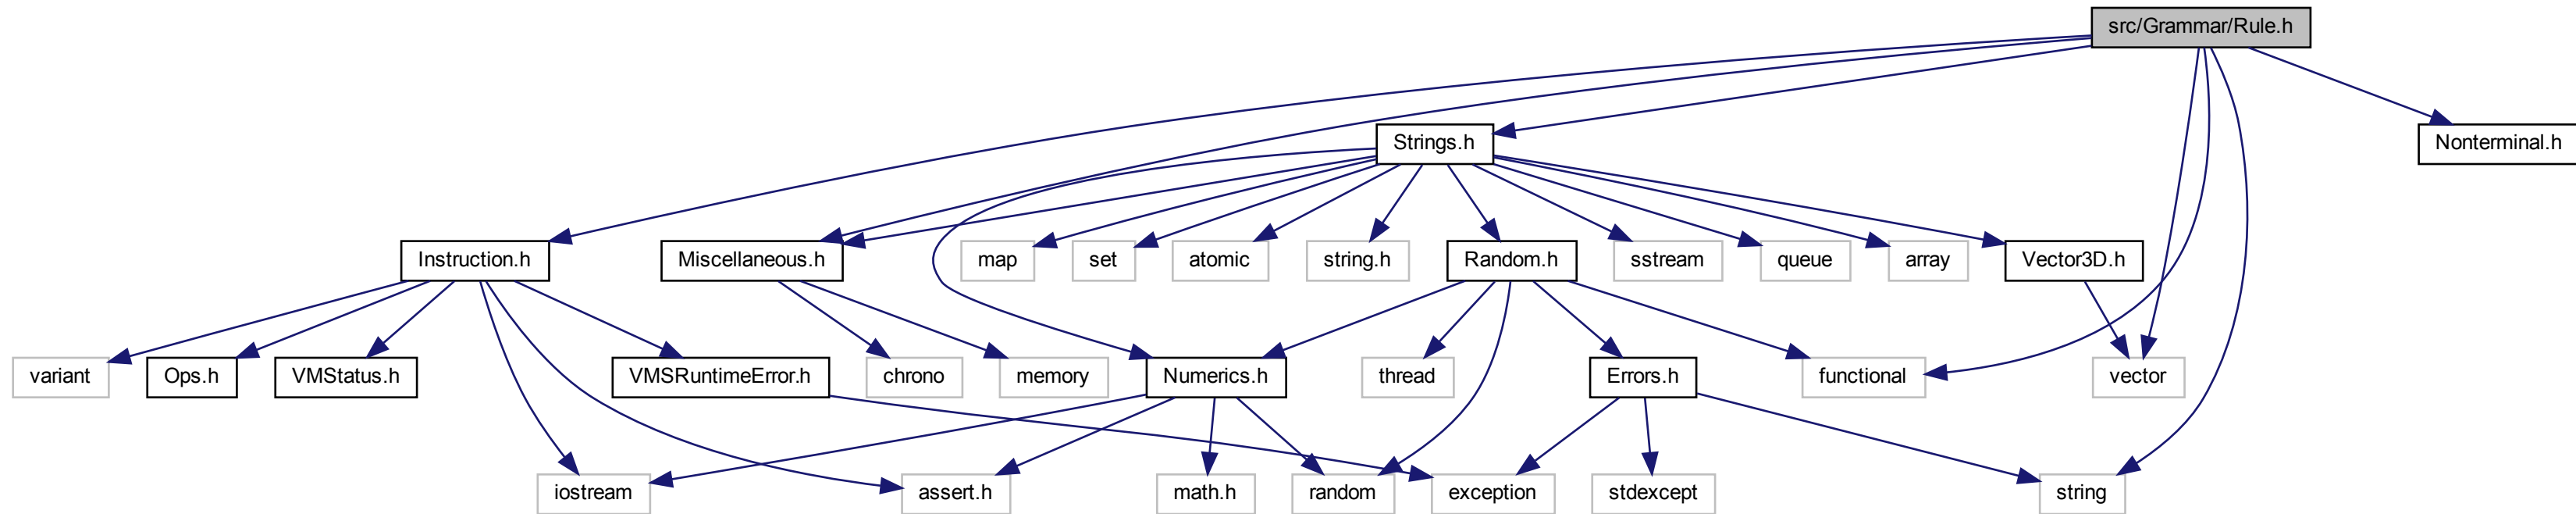 src/Grammar/Rule.h
Strings.h
Nonterminal.h
Instruction.h
Miscellaneous.h
map
set
atomic
string.h
Random.h
sstream
queue
array
Vector3D.h
variant
Ops.h
VMStatus.h
VMSRuntimeError.h
chrono
memory
Numerics.h
thread
Errors.h
functional
vector
iostream
assert.h
math.h
random
exception
stdexcept
string